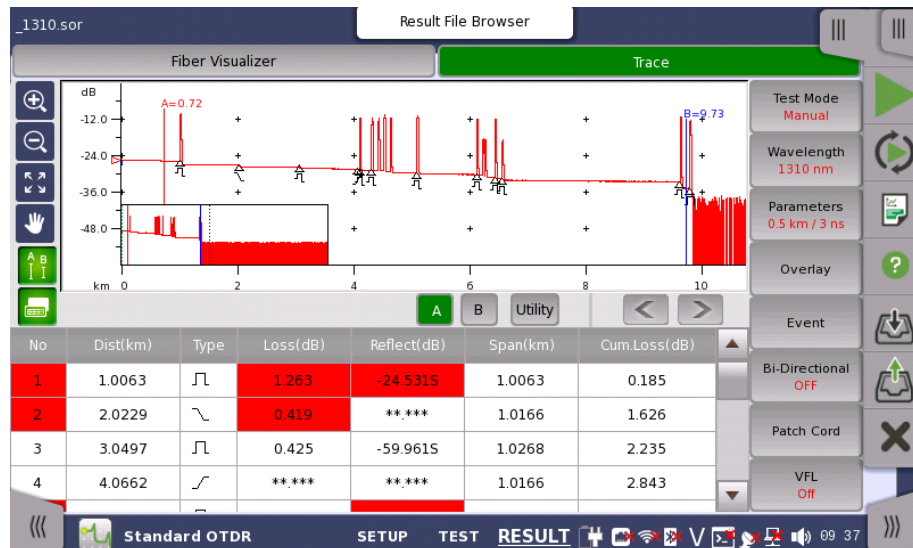 _1310.sor
Result File Browser
Fiber Visualizer
Trace
dB
-12.0
-24.0
-36.0
-48.0
A=0.72
B=9.73
km 0 2 4 6 8 10
A B
A B Utility
No Dist(km) Type Loss(dB) Reflect(dB) Span(km) Cum.Loss(dB)
1 1.0063 1.263 -24.531S 1.0063 0.185
2 2.0229 0.419 **.*** 1.0166 1.626
3 3.0497 0.425 -59.961S 1.0268 2.235
4 4.0662 **.*** **.*** 1.0166 2.843
Test Mode
Manual
Wavelength
1310 nm
Parameters
0.5 km / 3 ns
Overlay
Event
Bi-Directional
OFF
Patch Cord
VFL
Off
?
Standard OTDR SETUP TEST RESULT V 09 37